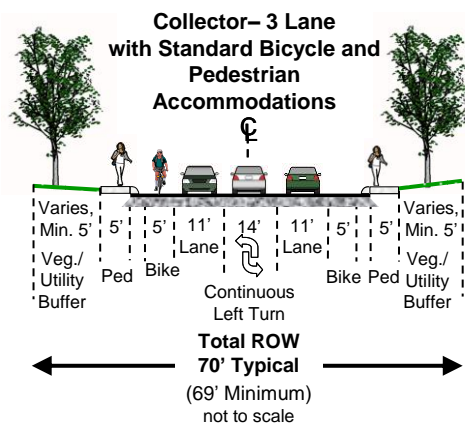 Collector– 3 Lane
with Standard Bicycle and
Pedestrian
Accommodations
℄
Varies,
Min. 5’
Veg./
Utility
Buffer
5’
Ped
5’
Bike
11’
Lane
14’
Continuous
Left Turn
11’
Lane
5’
Bike
5’
Ped
Varies,
Min. 5’
Veg./
Utility
Buffer
Total ROW
70’ Typical
(69’ Minimum)
not to scale